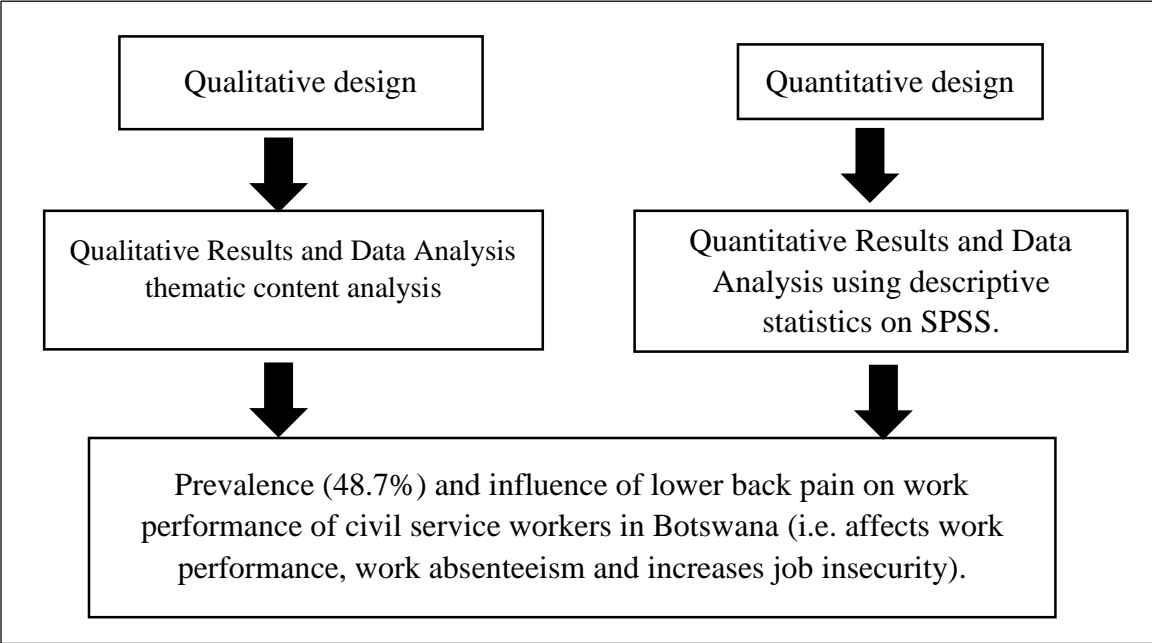 Qualitative design
Quantitative design
Qualitative Results and Data Analysis
thematic content analysis
Quantitative Results and Data
Analysis using descriptive
statistics on SPSS.
Prevalence (48.7%) and influence of lower back pain on work
performance of civil service workers in Botswana (i.e. affects work
performance, work absenteeism and increases job insecurity).